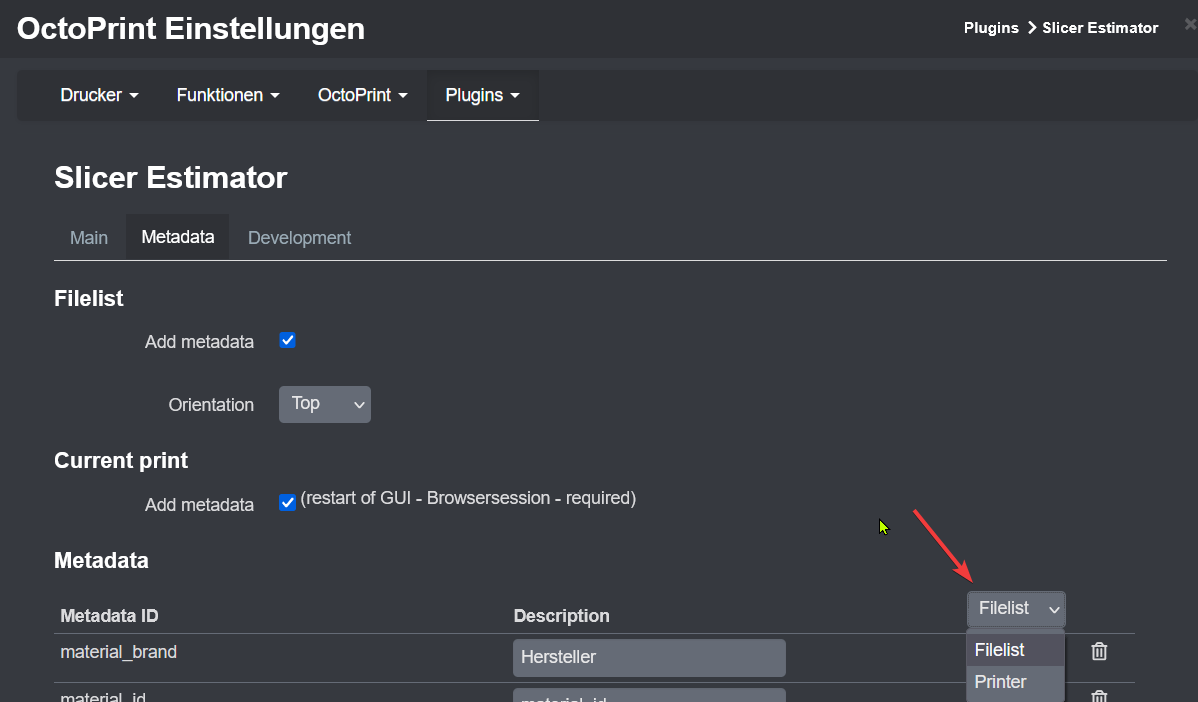 OctoPrint Einstellungen
Plugins > Slicer Estimator
Drucker Funktionen OctoPrint Plugins
Slicer Estimator
Main Metadata Development
Filelist
Add metadata
Orientation Top
Current print
Add metadata (restart of GUI - Browsersession - required)
Metadata
Metadata ID Description Filelist
material_brand Hersteller Filelist
Printer
material_id material_id